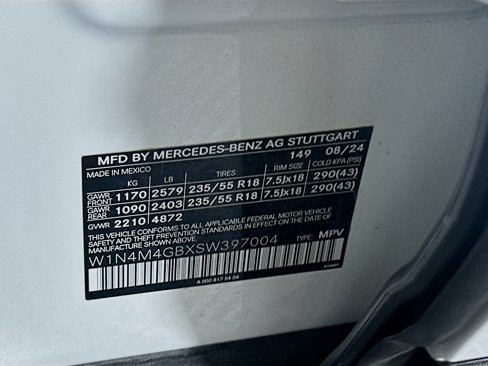 MFD BY MERCEDES-BENZ AG STUTTGART
MADE IN MEXICO 149 08/24
KG LB TIRES RIM SIZE COLD KPA(PSI)
GAWR FRONT 1170 2579 235/55 R18 7.5Jx18 290(43)
GAWR REAR 1090 2403 235/55 R18 7.5Jx18 290(43)
GVWR 2210 4872
THIS VEHICLE CONFORMS TO ALL APPLICABLE FEDERAL MOTOR VEHICLE
SAFETY AND THEFT PREVENTION STANDARDS IN EFFECT ON THE DATE OF
MANUFACTURE SHOWN ABOVE.
W1N4M4GBXSW397004 TYPE: MPV
A 000 817 54 04